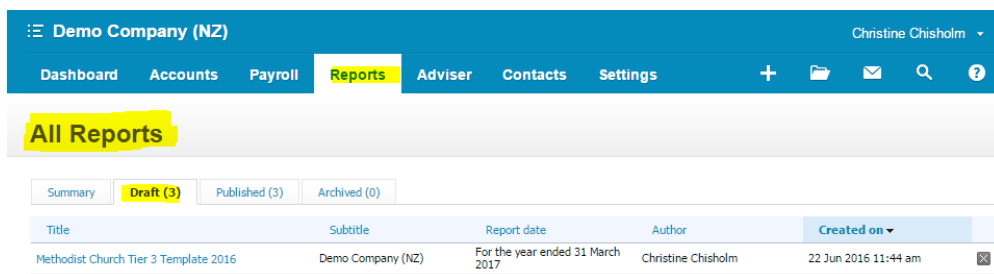 Demo Company (NZ)
Christine Chisholm
Dashboard Accounts Payroll Reports Adviser Contacts Settings
All Reports
Summary Draft (3) Published (3) Archived (0)
Title Subtitle Report date Author Created on
Methodist Church Tier 3 Template 2016 Demo Company (NZ) For the year ended 31 March Christine Chisholm 22 Jun 2016 11:44 am
2017